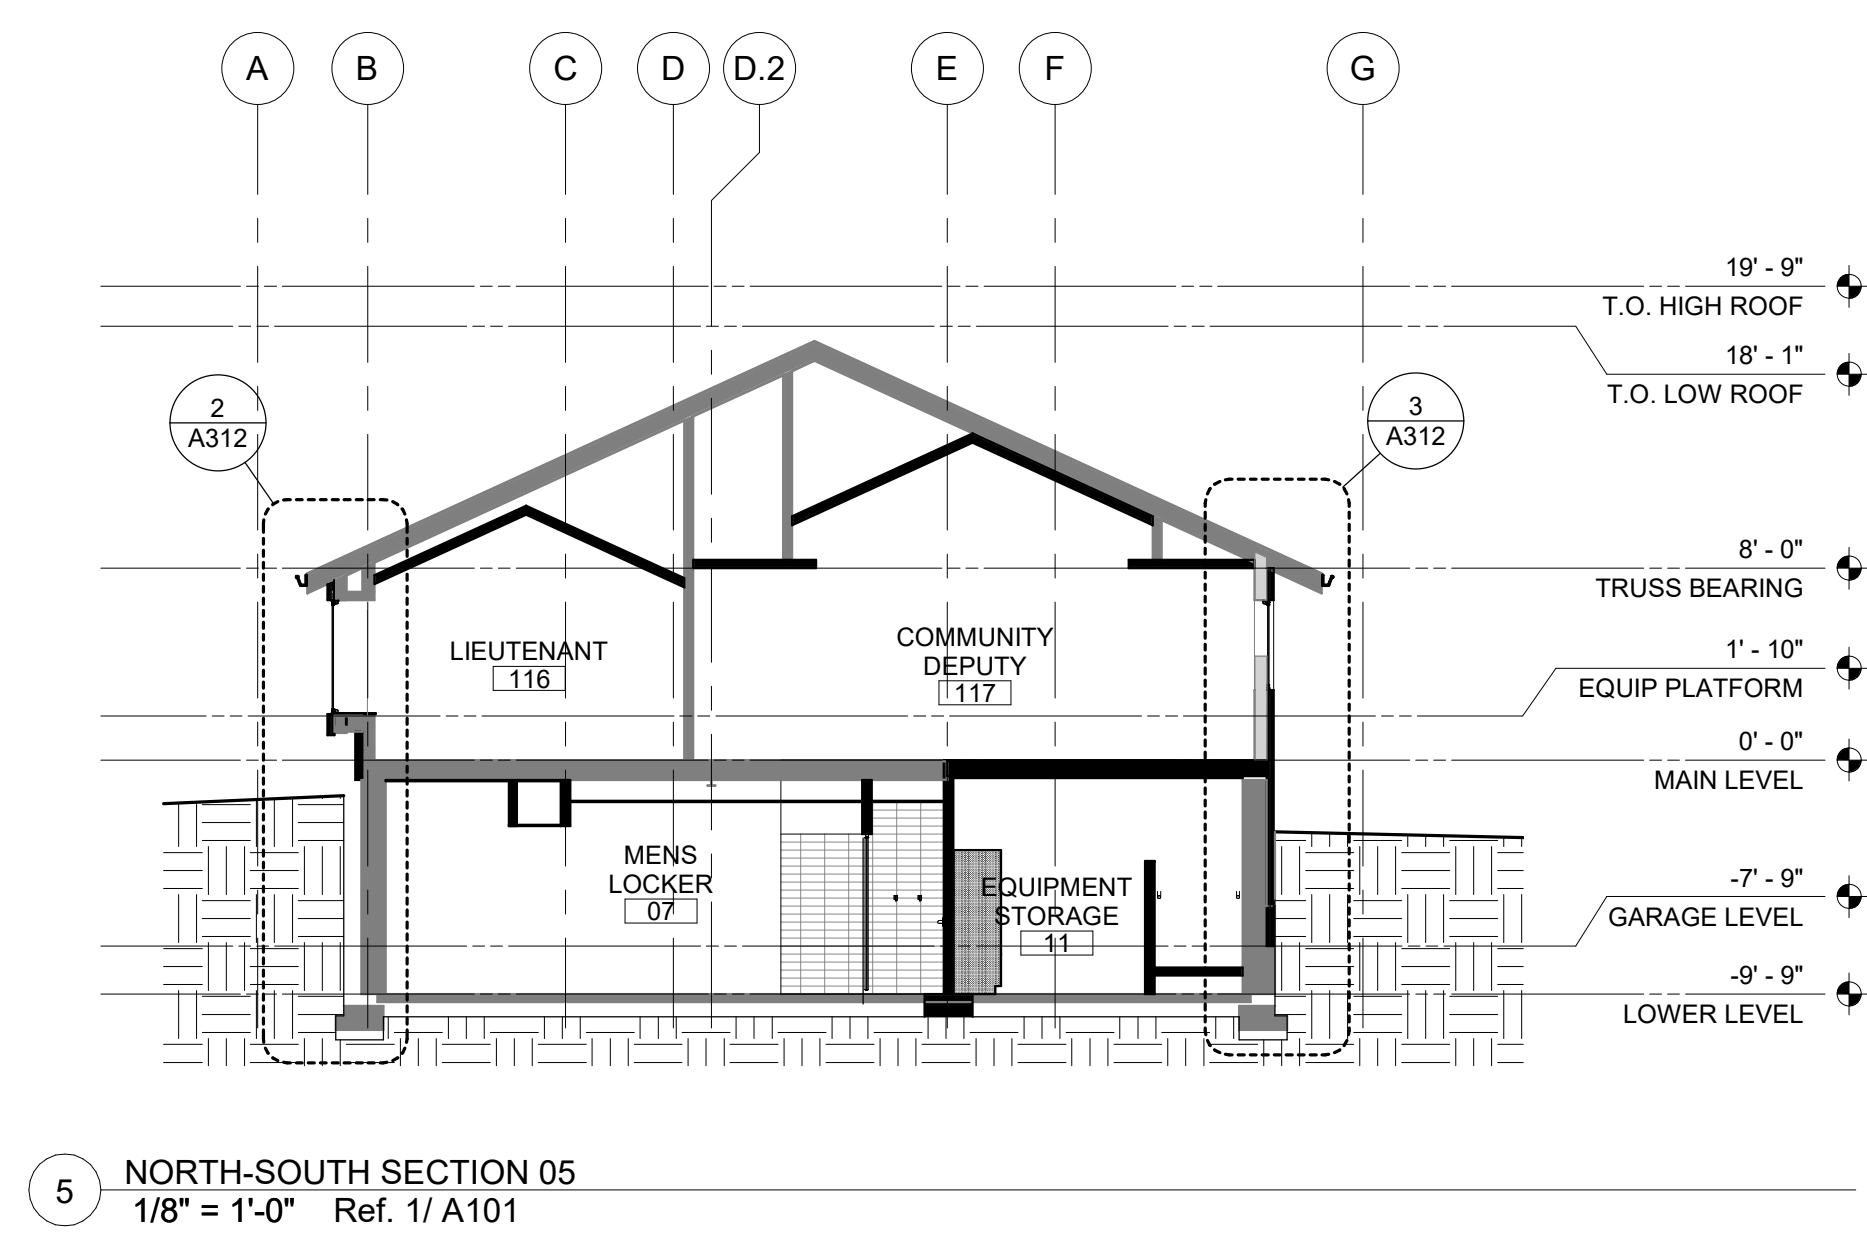 A B C D D.2 E F G
19' - 9"
T.O. HIGH ROOF
18' - 1"
T.O. LOW ROOF
2
A312
3
A312
8' - 0"
TRUSS BEARING
LIEUTENANT
116
COMMUNITY
DEPUTY
117
1' - 10"
EQUIP PLATFORM
0' - 0"
MAIN LEVEL
MENS
LOCKER
07
EQUIPMENT
STORAGE
11
-7' - 9"
GARAGE LEVEL
-9' - 9"
LOWER LEVEL
5
NORTH-SOUTH SECTION 05
1/8" = 1'-0" Ref. 1/ A101